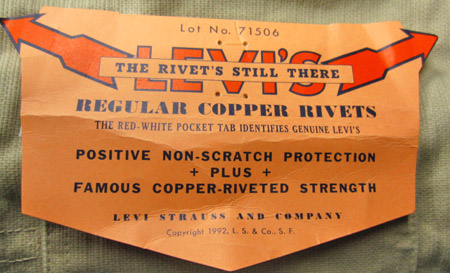 Lot No. 71506
LEVI'S
THE RIVET'S STILL THERE
REGULAR COPPER RIVETS
THE RED-WHITE POCKET TAB IDENTIFIES GENUINE LEVI'S
POSITIVE NON-SCRATCH PROTECTION
+ PLUS +
FAMOUS COPPER-RIVETED STRENGTH
LEVI STRAUSS AND COMPANY
Copyright 1992, L. S. & Co., S. F.